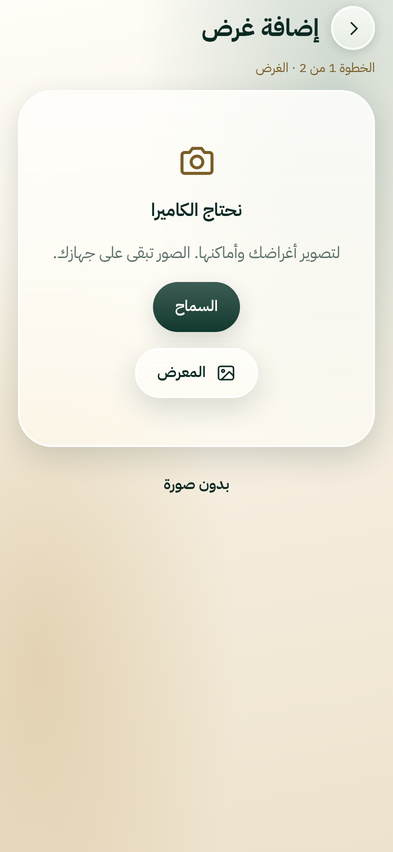 إضافة غرض
الخطوة 1 من 2 · الغرض
نحتاج الكاميرا
لتصوير أغراضك وأماكنها. الصور تبقى على جهازك.
السماح
المعرض
بدون صورة